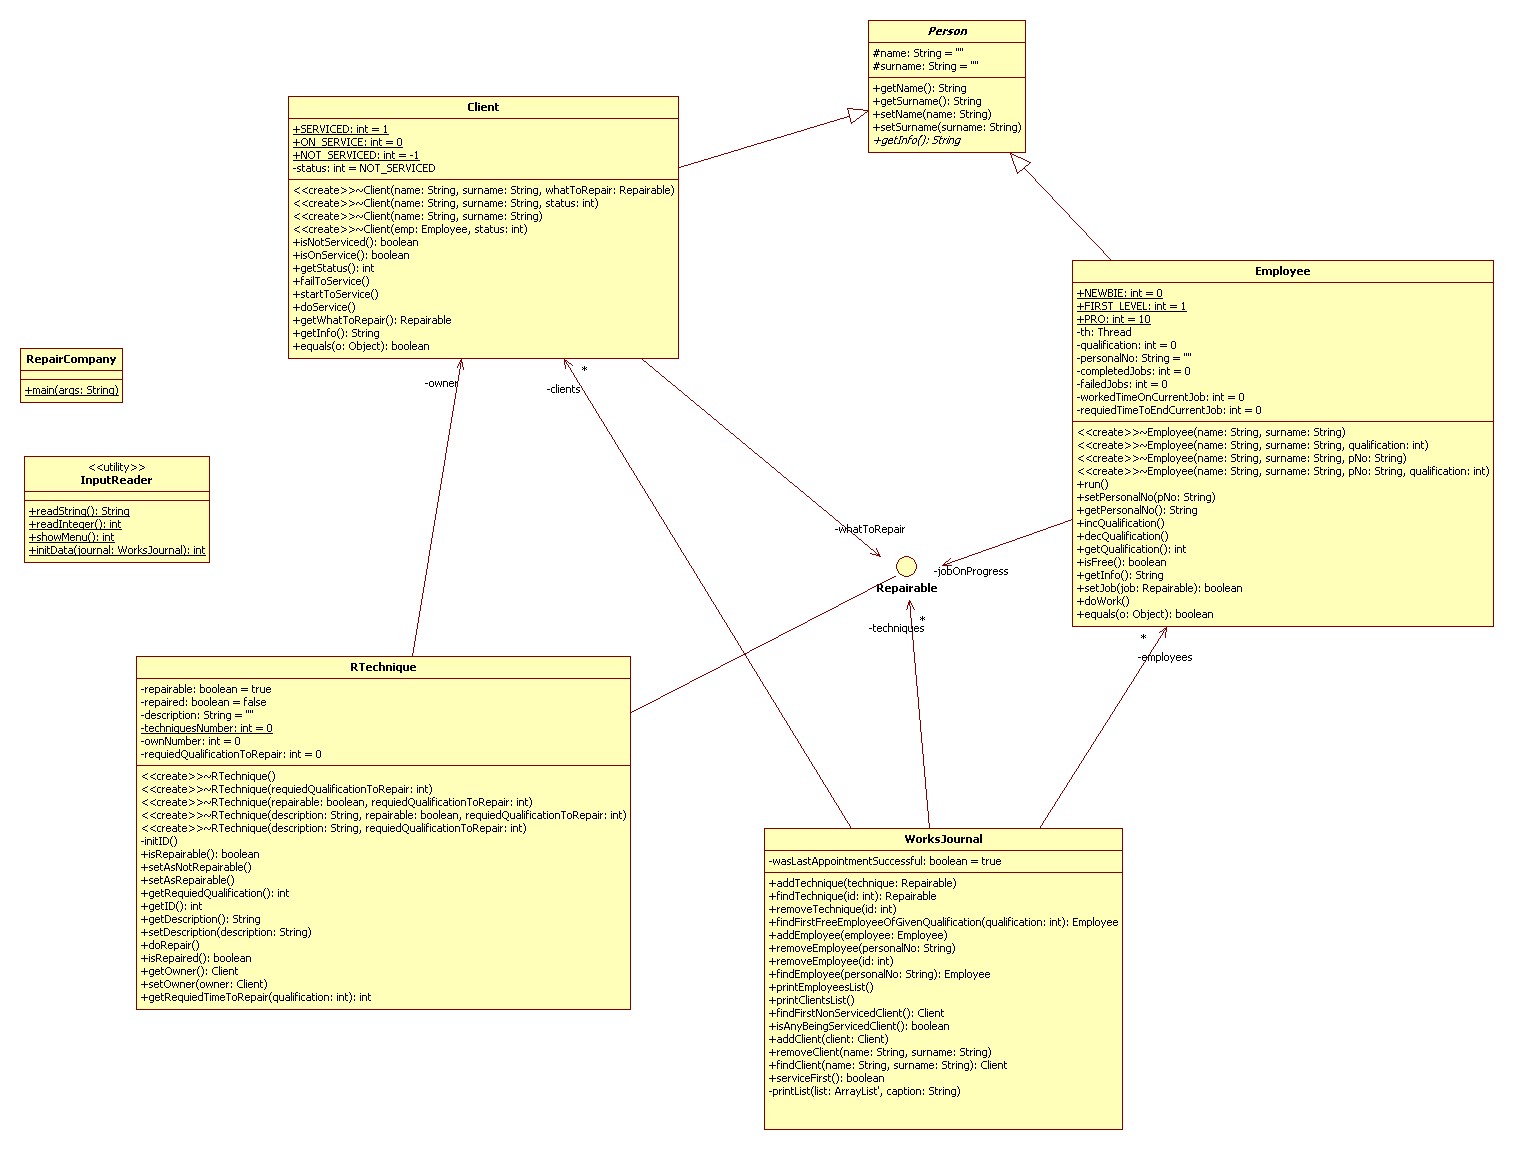 Person
#name: String = ""
#surname: String = ""
+getName(): String
+getSurname(): String
+setName(name: String)
+setSurname(surname: String)
+getInfo(): String
Client
+SERVICED: int = 1
+ON_SERVICE: int = 0
+NOT_SERVICED: int = -1
-status: int = NOT_SERVICED
<<create>>~Client(name: String, surname: String, whatToRepair: Repairable)
<<create>>~Client(name: String, surname: String, status: int)
<<create>>~Client(name: String, surname: String)
<<create>>~Client(emp: Employee, status: int)
+isNotServiced(): boolean
+isOnService(): boolean
+getStatus(): int
+failToService()
+startToService()
+doService()
+getWhatToRepair(): Repairable
+getInfo(): String
+equals(o: Object): boolean
Employee
+NEWBIE: int = 0
+FIRST_LEVEL: int = 1
+PRO: int = 10
-th: Thread
-qualification: int = 0
-personalNo: String = ""
-completedJobs: int = 0
-failedJobs: int = 0
-workedTimeOnCurrentJob: int = 0
-requiedTimeToEndCurrentJob: int = 0
<<create>>~Employee(name: String, surname: String)
<<create>>~Employee(name: String, surname: String, qualification: int)
<<create>>~Employee(name: String, surname: String, pNo: String)
<<create>>~Employee(name: String, surname: String, pNo: String, qualification: int)
+run()
+setPersonalNo(pNo: String)
+getPersonalNo(): String
+incQualification()
+decQualification()
+getQualification(): int
+isFree(): boolean
+getInfo(): String
+setJob(job: Repairable): boolean
+doWork()
+equals(o: Object): boolean
RepairCompany
+main(args: String)
<<utility>>
InputReader
+readString(): String
+readInteger(): int
+showMenu(): int
+initData(journal: WorksJournal): int
-owner
*
-clients
-whatToRepair
-jobOnProgress
Repairable
*
-techniques
*
-employees
RTechnique
-repairable: boolean = true
-repaired: boolean = false
-description: String = ""
-techniquesNumber: int = 0
-ownNumber: int = 0
-requiedQualificationToRepair: int = 0
<<create>>~RTechnique()
<<create>>~RTechnique(requiedQualificationToRepair: int)
<<create>>~RTechnique(repairable: boolean, requiedQualificationToRepair: int)
<<create>>~RTechnique(description: String, repairable: boolean, requiedQualificationToRepair: int)
<<create>>~RTechnique(description: String, requiedQualificationToRepair: int)
-initID()
+isRepairable(): boolean
+setAsNotRepairable()
+setAsRepairable()
+getRequiedQualification(): int
+getID(): int
+getDescription(): String
+setDescription(description: String)
+doRepair()
+isRepaired(): boolean
+getOwner(): Client
+setOwner(owner: Client)
+getRequiedTimeToRepair(qualification: int): int
WorksJournal
-wasLastAppointmentSuccessful: boolean = true
+addTechnique(technique: Repairable)
+findTechnique(id: int): Repairable
+removeTechnique(id: int)
+findFirstFreeEmployeeOfGivenQualification(qualification: int): Employee
+addEmployee(employee: Employee)
+removeEmployee(personalNo: String)
+removeEmployee(id: int)
+findEmployee(personalNo: String): Employee
+printEmployeesList()
+printClientsList()
+findFirstNonServicedClient(): Client
+isAnyBeingServicedClient(): boolean
+addClient(client: Client)
+removeClient(name: String, surname: String)
+findClient(name: String, surname: String): Client
+serviceFirst(): boolean
-printList(list: ArrayList', caption: String)